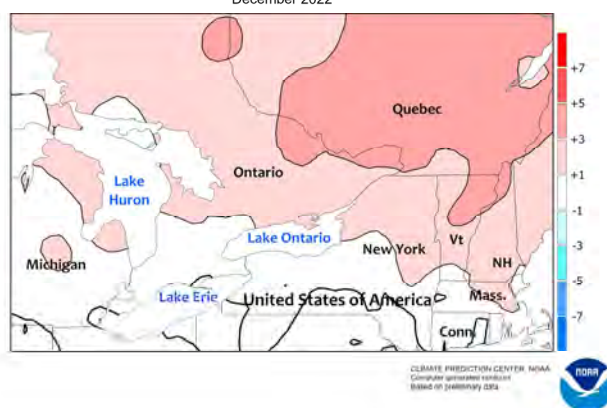 December 2022
+7
+5
Quebec
+3
Ontario
+1
Lake
Huron
-1
Lake Ontario
Vt
New York
-3
Michigan
NH
Lake Erie
United States of America
Mass.
-5
Conn.
-7
CLIMATE PREDICTION CENTER, NOAA
Computer generated contours
Based on preliminary data
NOAA